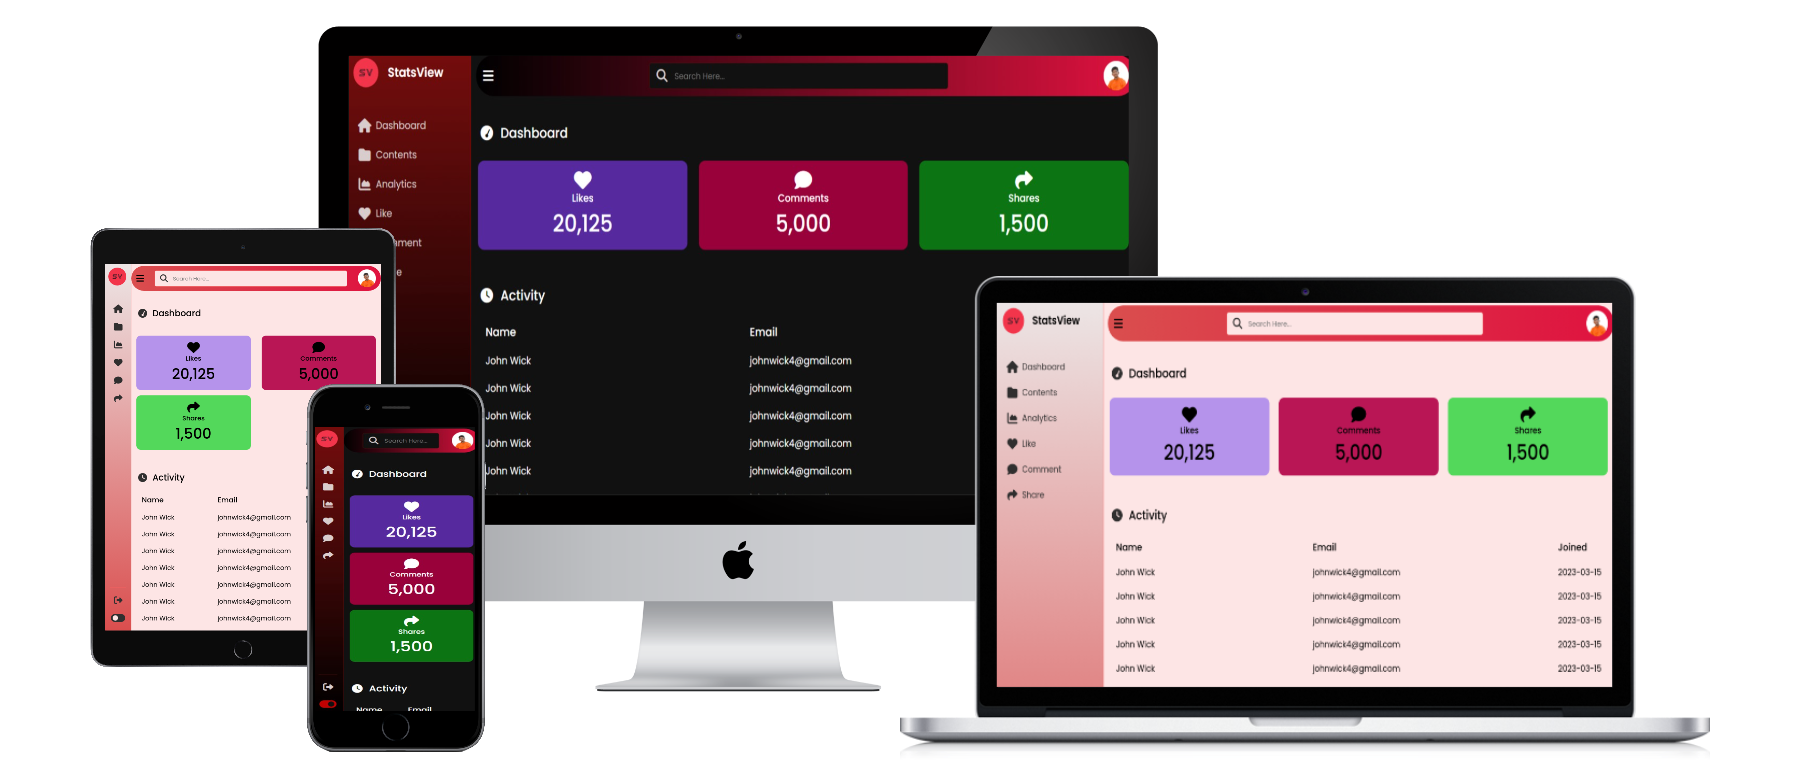 SV StatsView
Search Here...
Dashboard
Contents
Analytics
Like
mment
e
Dashboard
Likes
20,125
Comments
5,000
Shares
1,500
Activity
Name Email
John Wick johnwick4@gmail.com
John Wick johnwick4@gmail.com
John Wick johnwick4@gmail.com
John Wick johnwick4@gmail.com
John Wick johnwick4@gmail.com
SV
Search Here...
Dashboard
Likes
20,125
Comments
5,000
Shares
1,500
Activity
Name Email
John Wick johnwick4@gmail.com
John Wick johnwick4@gmail.com
John Wick johnwick4@gmail.com
John Wick johnwick4@gmail.com
John Wick johnwick4@gmail.com
John Wick johnwick4@gmail.com
John Wick johnwick4@gmail.com
SV
Search Here...
Dashboard
Likes
20,125
Comments
5,000
Shares
1,500
Activity
Name Email
SV StatsView
Search Here...
Dashboard
Contents
Analytics
Like
Comment
Share
Dashboard
Likes
20,125
Comments
5,000
Shares
1,500
Activity
Name Email Joined
John Wick johnwick4@gmail.com 2023-03-15
John Wick johnwick4@gmail.com 2023-03-15
John Wick johnwick4@gmail.com 2023-03-15
John Wick johnwick4@gmail.com 2023-03-15
John Wick johnwick4@gmail.com 2023-03-15